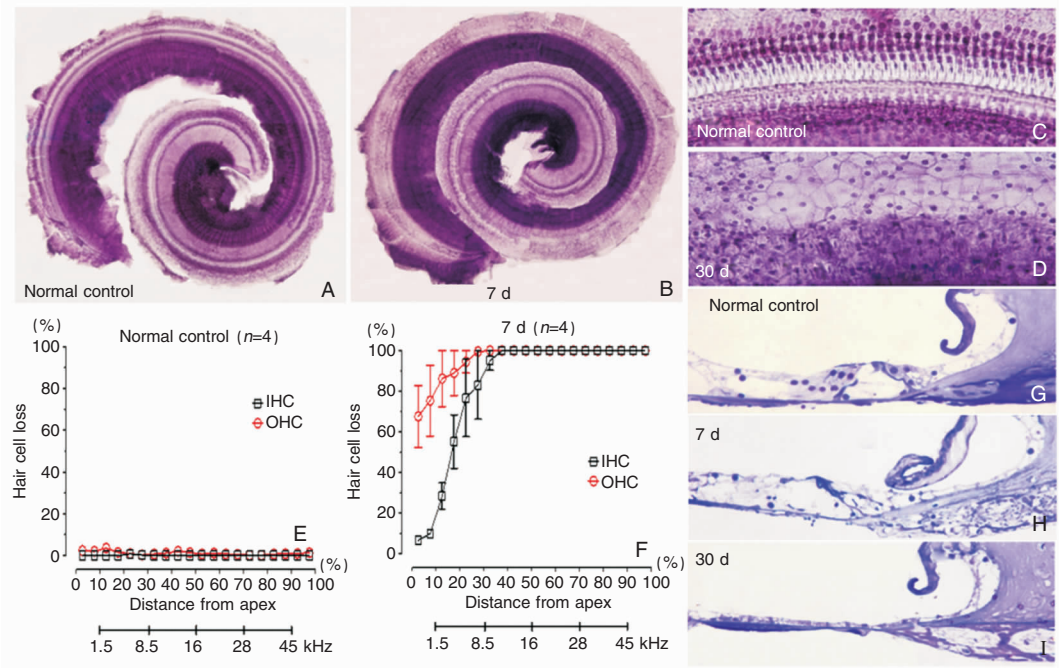 Normal control
A
7 d
B
Normal control
C
30 d
D
(%)
Normal control (n=4)
100
80
60
40
20
0
Hair cell loss
IHC
OHC
E
0 10 20 30 40 50 60 70 80 90 100
(%)
Distance from apex
1.5 8.5 16 28 45 kHz
(%)
7 d (n=4)
100
80
60
40
20
0
Hair cell loss
IHC
OHC
F
0 10 20 30 40 50 60 70 80 90 100
(%)
Distance from apex
1.5 8.5 16 28 45 kHz
Normal control
G
7 d
H
30 d
I